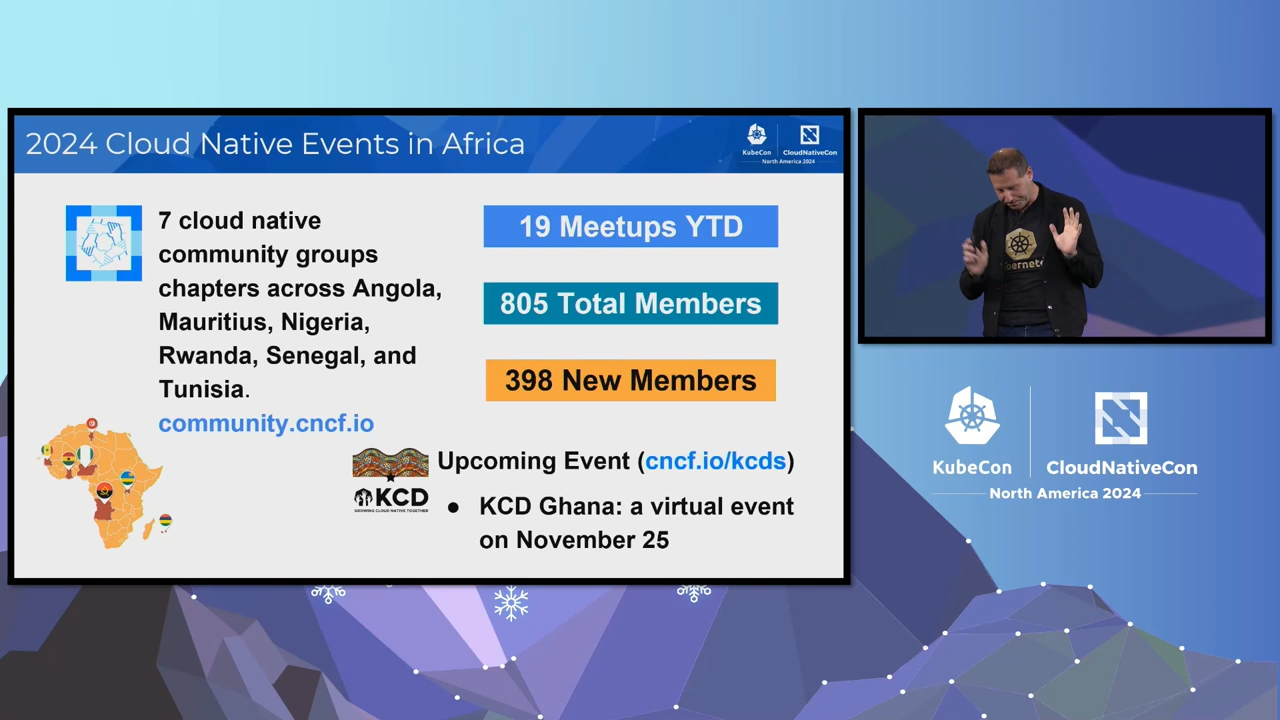 2024 Cloud Native Events in Africa
KubeCon
CloudNativeCon
North America 2024
7 cloud native
community groups
chapters across Angola,
Mauritius, Nigeria,
Rwanda, Senegal, and
Tunisia.
community.cncf.io
19 Meetups YTD
805 Total Members
398 New Members
KCD
GROWING CLOUD NATIVE TOGETHER
Upcoming Event (cncf.io/kcds)
● KCD Ghana: a virtual event
on November 25
KubeCon
CloudNativeCon
North America 2024